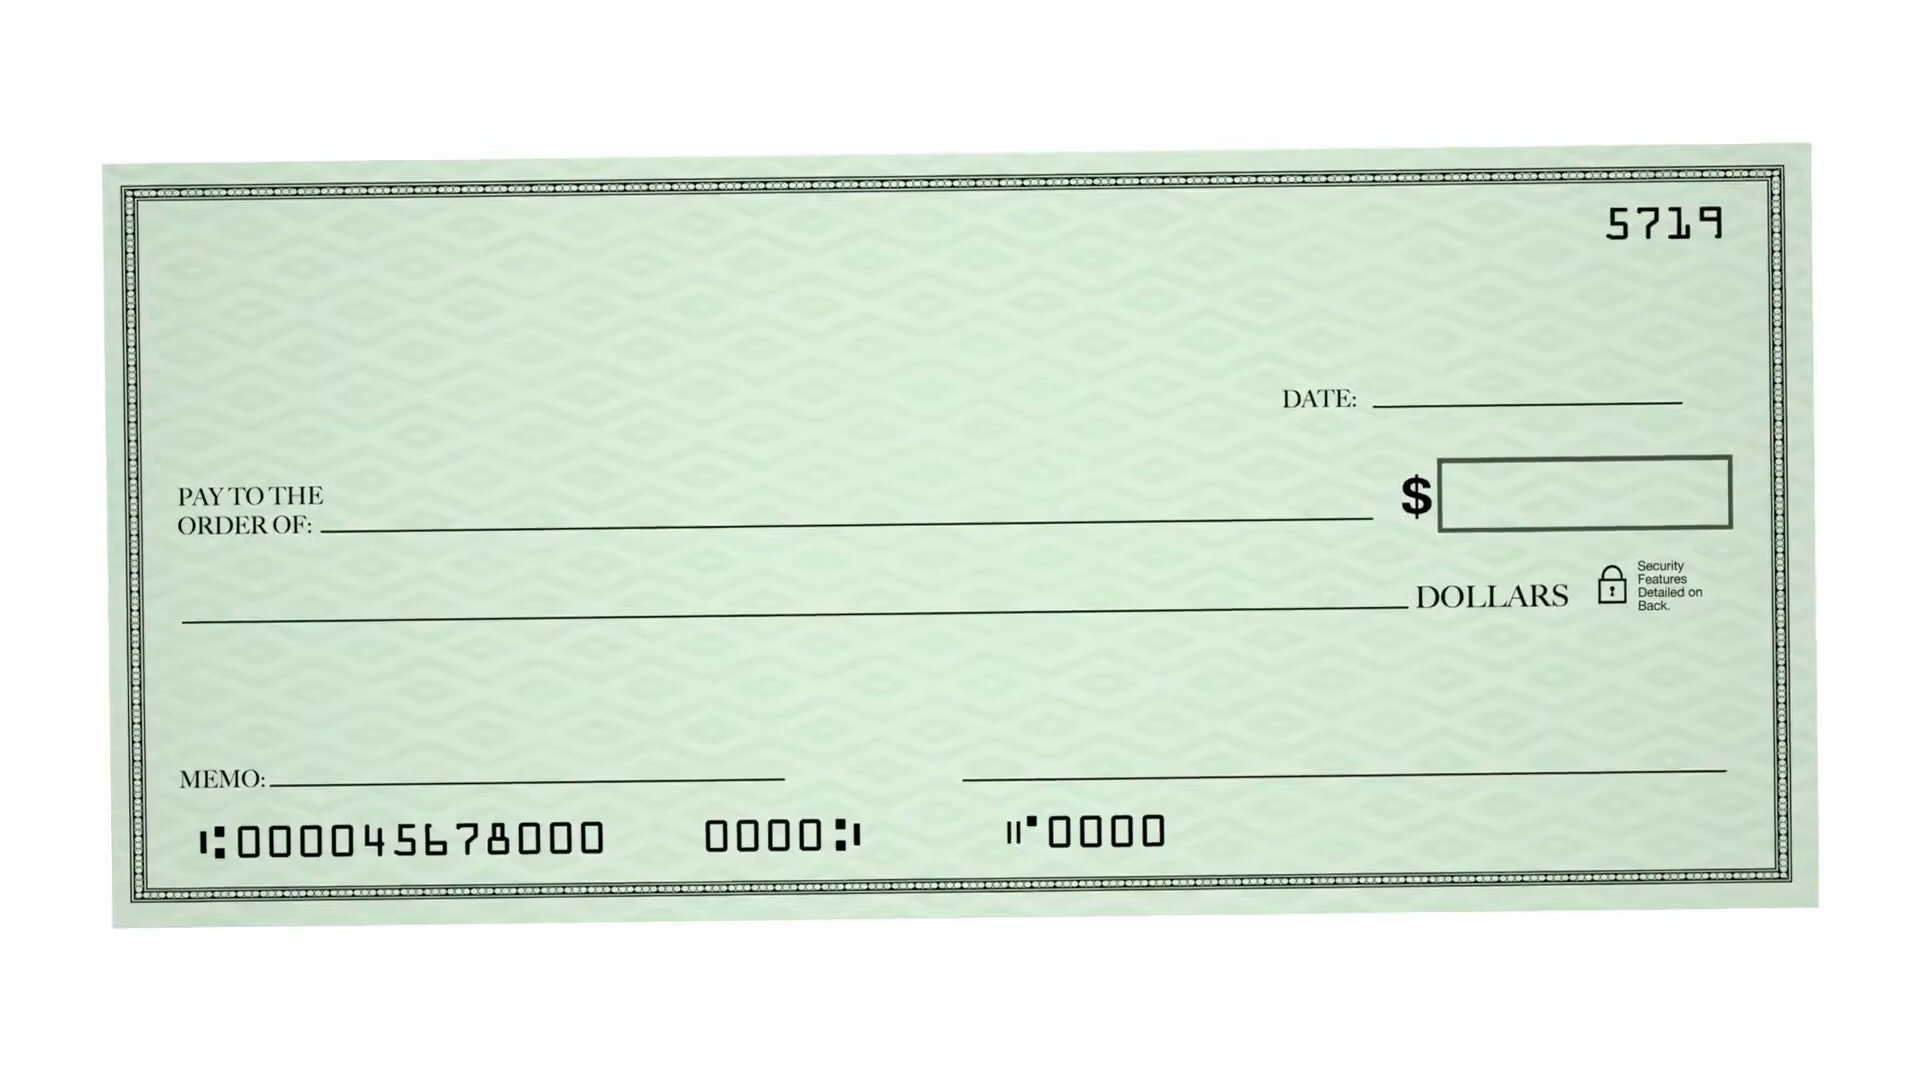 5719
DATE:
PAY TO THE
ORDER OF:
$
DOLLARS
Security
Features
Detailed on
Back.
MEMO:
⑆000045678000 0000⑆ ⑈0000